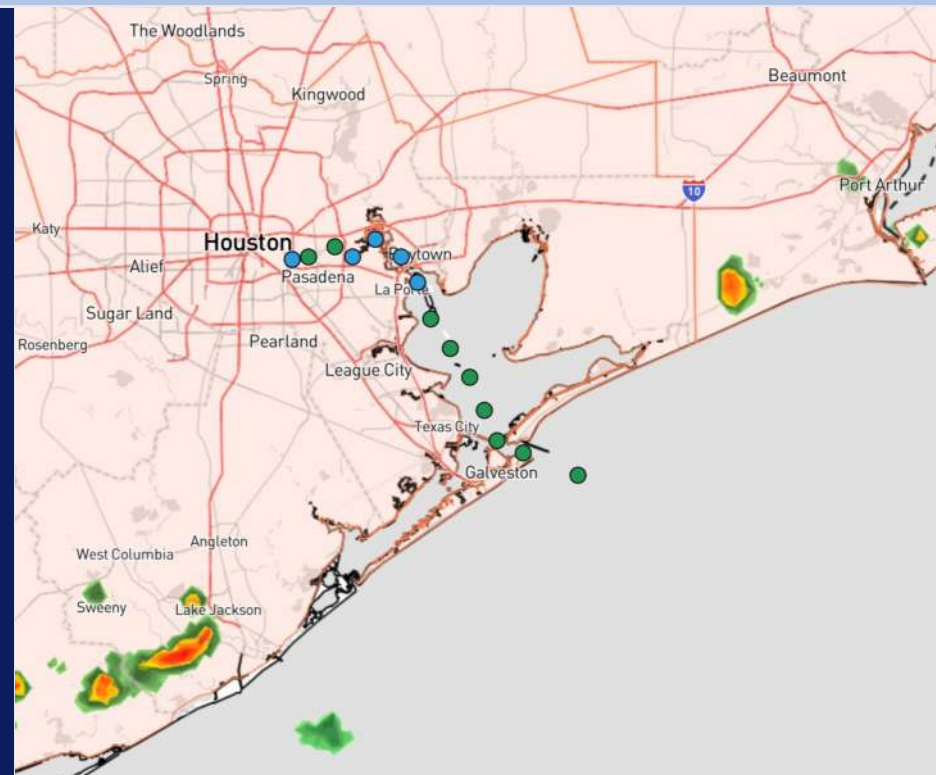 The Woodlands
Spring
Kingwood
Beaumont
Port Arthur
10
Katy
Houston
Baytown
Alief
Pasadena
La Porte
Sugar Land
Rosenberg
Pearland
League City
Texas City
Galveston
Angleton
West Columbia
Sweeny
Lake Jackson